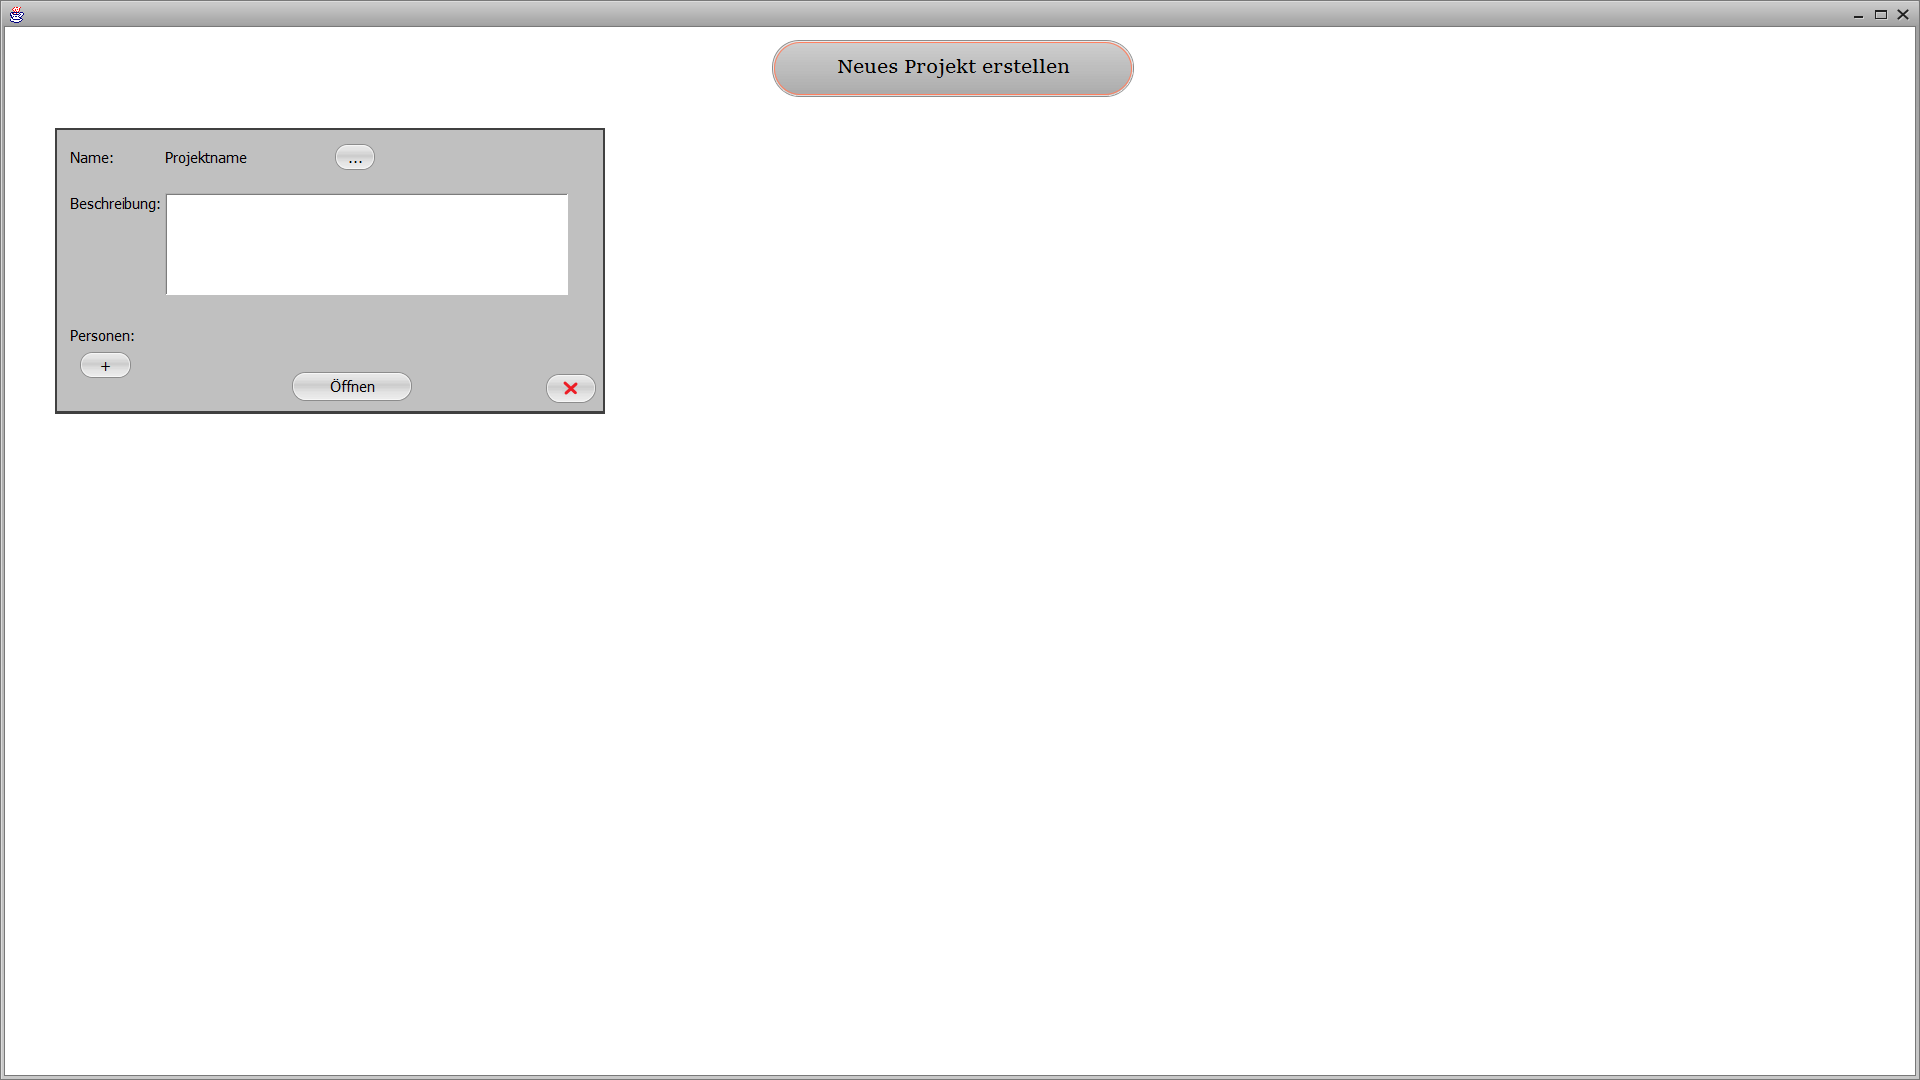 Neues Projekt erstellen
Name: Projektname ...
Beschreibung:
Personen:
+
Öffnen